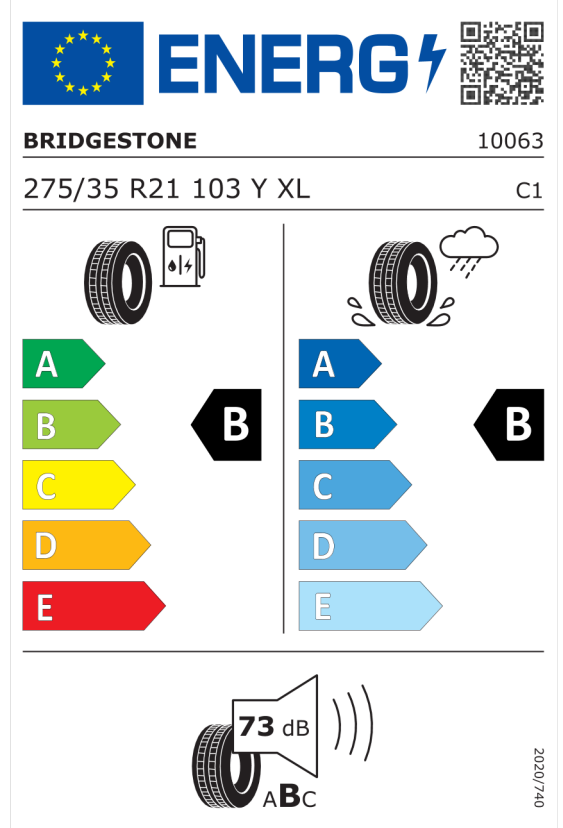 ENERG
BRIDGESTONE 10063
275/35 R21 103 Y XL C1
A A
B B B B
C C
D D
E E
73 dB
ABC
2020/740